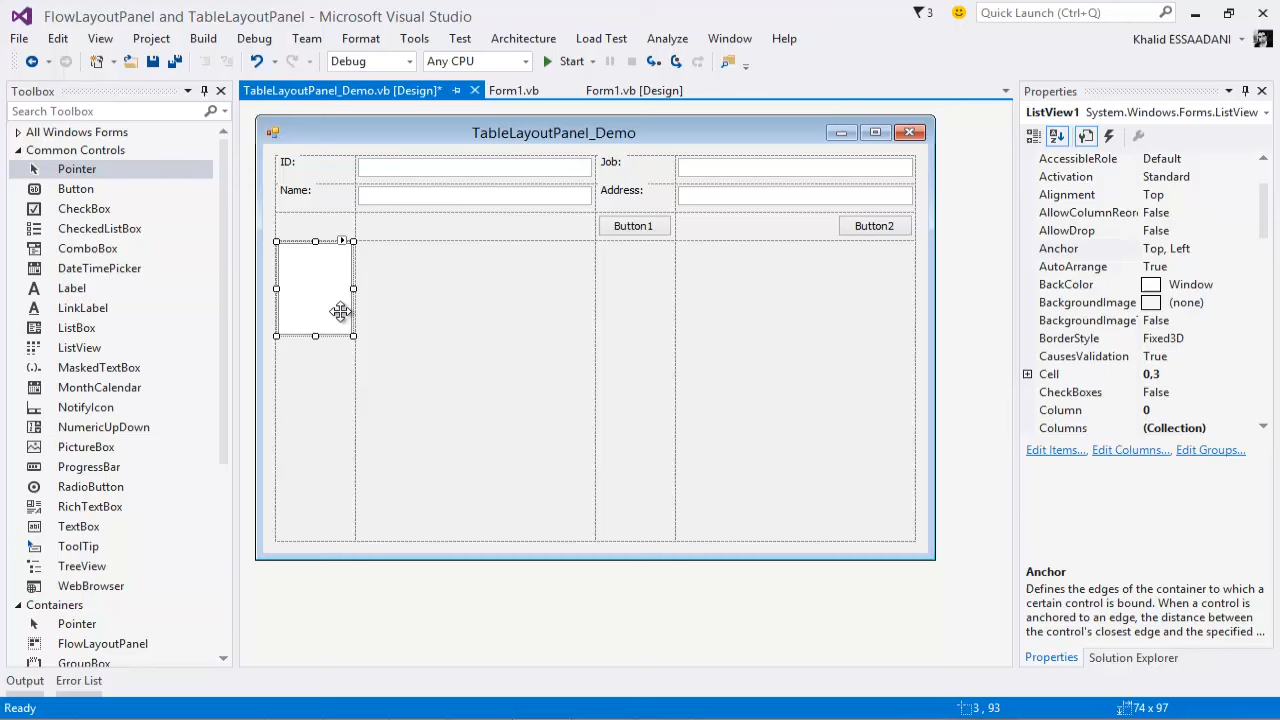 FlowLayoutPanel and TableLayoutPanel - Microsoft Visual Studio
3
Quick Launch (Ctrl+Q)
File Edit View Project Build Debug Team Format Tools Test Architecture Load Test Analyze Window Help
Khalid ESSAADANI
Debug Any CPU Start
Toolbox
TableLayoutPanel_Demo.vb [Design]* Form1.vb Form1.vb [Design]
Properties
Search Toolbox
All Windows Forms
Common Controls
Pointer
Button
CheckBox
CheckedListBox
ComboBox
DateTimePicker
Label
LinkLabel
ListBox
ListView
MaskedTextBox
MonthCalendar
NotifyIcon
NumericUpDown
PictureBox
ProgressBar
RadioButton
RichTextBox
TextBox
ToolTip
TreeView
WebBrowser
Containers
Pointer
FlowLayoutPanel
GroupBox
TableLayoutPanel_Demo
ID: Job:
Name: Address:
Button1 Button2
ListView1 System.Windows.Forms.ListView
AccessibleRole Default
Activation Standard
Alignment Top
AllowColumnReor False
AllowDrop False
Anchor Top, Left
AutoArrange True
BackColor Window
BackgroundImage (none)
BackgroundImage False
BorderStyle Fixed3D
CausesValidation True
Cell 0,3
CheckBoxes False
Column 0
Columns (Collection)
Edit Items..., Edit Columns..., Edit Groups...
Anchor
Defines the edges of the container to which a
certain control is bound. When a control is
anchored to an edge, the distance between
the control's closest edge and the specified ...
Properties Solution Explorer
Output Error List
Ready 3 , 93 74 x 97